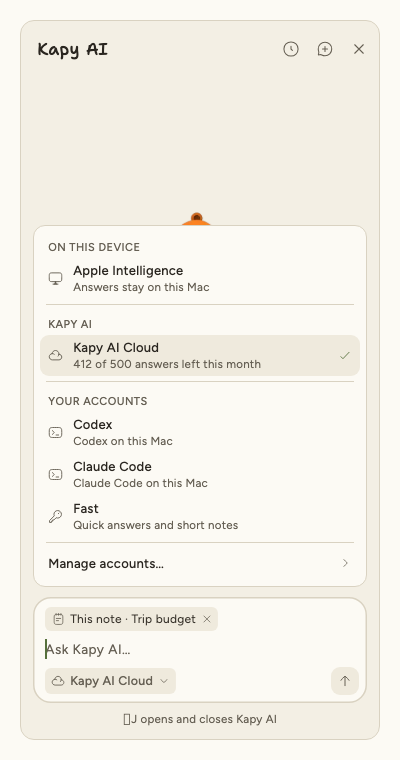 Kapy AI
ON THIS DEVICE
Apple Intelligence
Answers stay on this Mac
KAPY AI
Kapy AI Cloud
412 of 500 answers left this month
YOUR ACCOUNTS
Codex
Codex on this Mac
Claude Code
Claude Code on this Mac
Fast
Quick answers and short notes
Manage accounts...
This note · Trip budget
Ask Kapy AI...
Kapy AI Cloud
J opens and closes Kapy AI